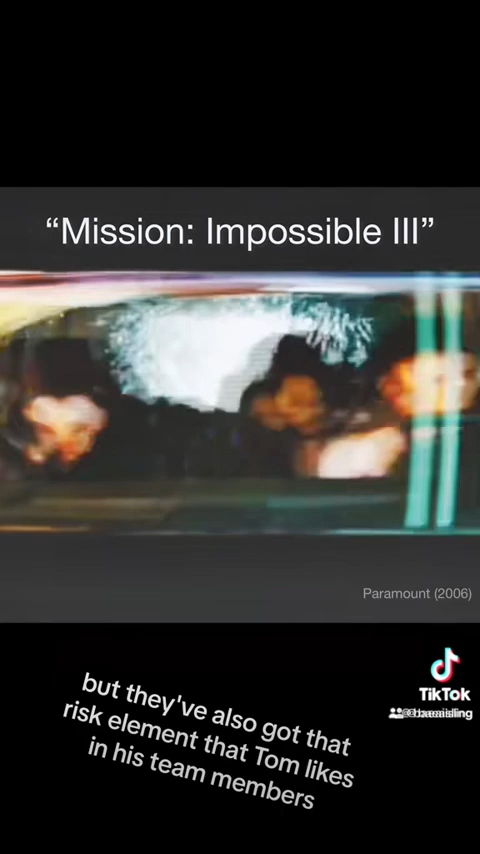 “Mission: Impossible III”
Paramount (2006)
TikTok
but they've also got that
risk element that Tom likes
in his team members